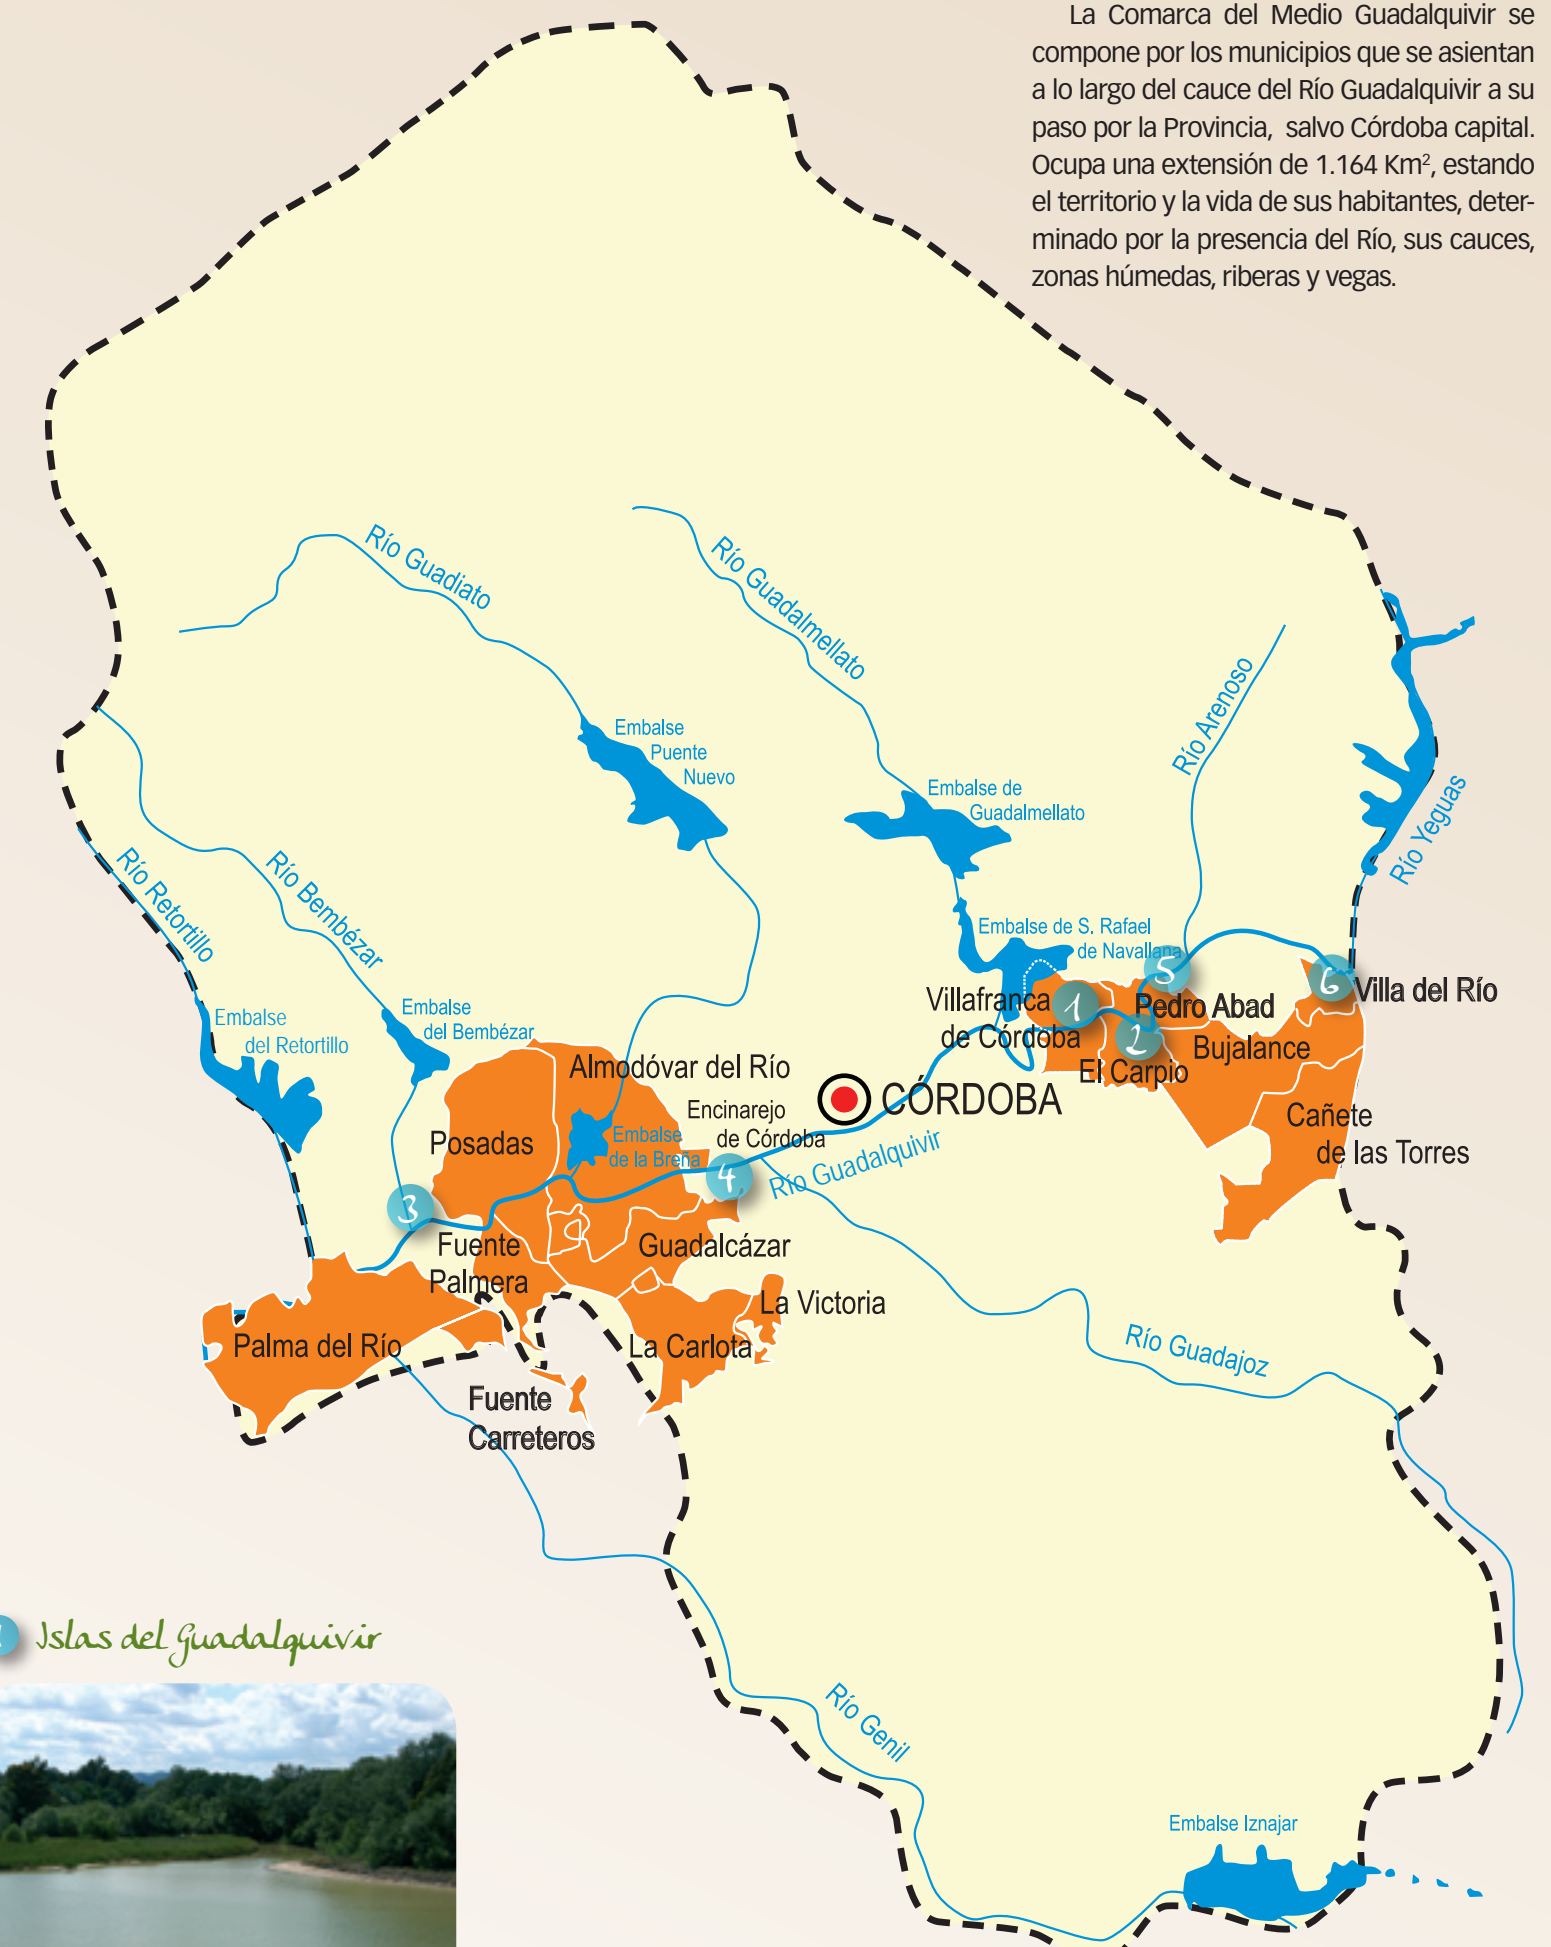 La Comarca del Medio Guadalquivir se
compone por los municipios que se asientan
a lo largo del cauce del Río Guadalquivir a su
paso por la Provincia, salvo Córdoba capital.
Ocupa una extensión de 1.164 Km², estando
el territorio y la vida de sus habitantes, deter-
minado por la presencia del Río, sus cauces,
zonas húmedas, riberas y vegas.
Río Guadiato
Río Guadalmellato
Río Arenoso
Embalse
Puente
Nuevo
Embalse de
Guadalmellato
Río Yeguas
Río Retortillo
Río Bembézar
Embalse de S. Rafael
de Navallana
5
6
Villa del Río
Villafranca
de Córdoba
1
Pedro Abad
2
Bujalance
El Carpio
Embalse
del Retortillo
Embalse
del Bembézar
Almodóvar del Río
CÓRDOBA
Encinarejo
de Córdoba
Cañete
de las Torres
Posadas
Embalse
de la Breña
4
Río Guadalquivir
3
Fuente
Palmera
Guadalcázar
La Victoria
Palma del Río
La Carlota
Río Guadajoz
Fuente
Carreteros
Islas del Guadalquivir
Río Genil
Embalse Iznajar